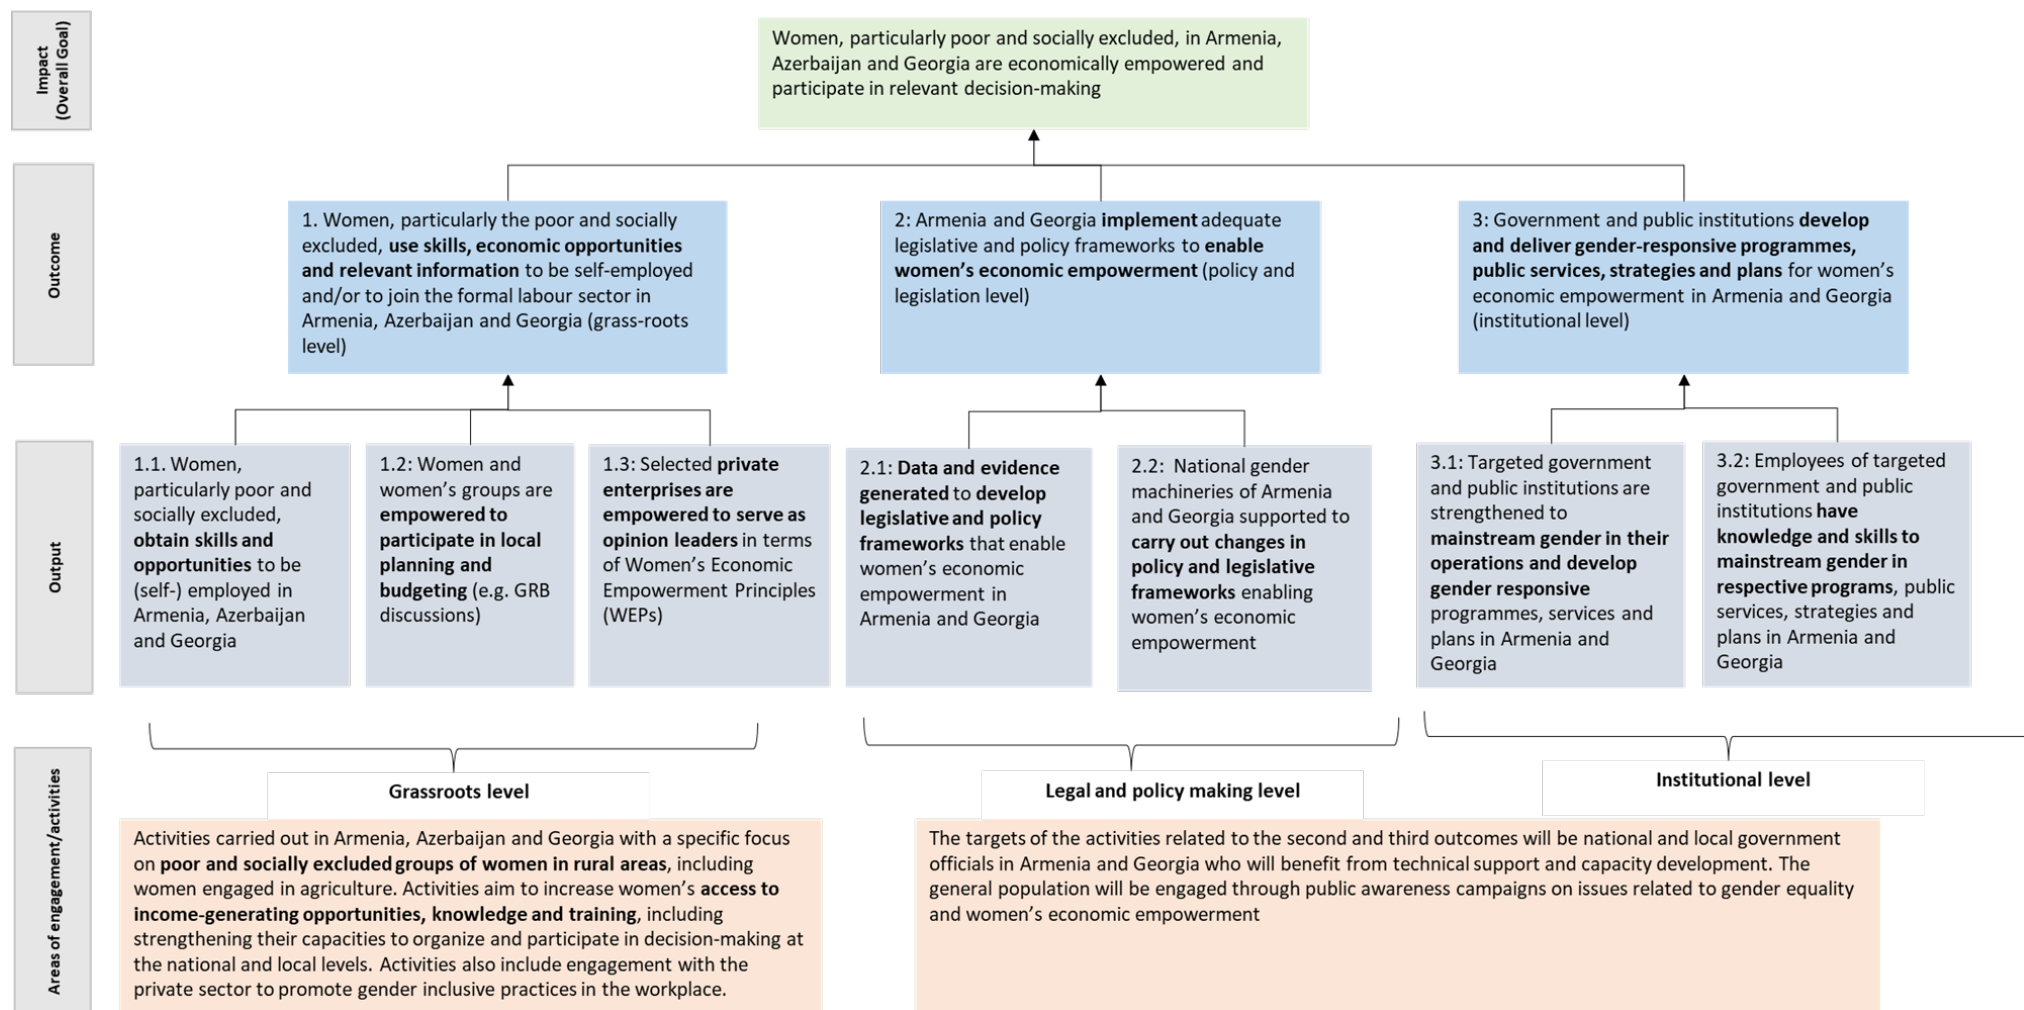 Impact
(Overall Goal)
Women, particularly poor and socially excluded, in Armenia,
Azerbaijan and Georgia are economically empowered and
participate in relevant decision-making
Outcome
1. Women, particularly the poor and socially
excluded, use skills, economic opportunities
and relevant information to be self-employed
and/or to join the formal labour sector in
Armenia, Azerbaijan and Georgia (grass-roots
level)
2: Armenia and Georgia implement adequate
legislative and policy frameworks to enable
women’s economic empowerment (policy and
legislation level)
3: Government and public institutions develop
and deliver gender-responsive programmes,
public services, strategies and plans for women’s
economic empowerment in Armenia and Georgia
(institutional level)
Output
1.1. Women,
particularly poor and
socially excluded,
obtain skills and
opportunities to be
(self-) employed in
Armenia, Azerbaijan
and Georgia
1.2: Women and
women’s groups are
empowered to
participate in local
planning and
budgeting (e.g. GRB
discussions)
1.3: Selected private
enterprises are
empowered to serve as
opinion leaders in terms
of Women’s Economic
Empowerment Principles
(WEPs)
2.1: Data and evidence
generated to develop
legislative and policy
frameworks that enable
women’s economic
empowerment in
Armenia and Georgia
2.2: National gender
machineries of Armenia
and Georgia supported to
carry out changes in
policy and legislative
frameworks enabling
women’s economic
empowerment
3.1: Targeted government
and public institutions are
strengthened to
mainstream gender in their
operations and develop
gender responsive
programmes, services and
plans in Armenia and
Georgia
3.2: Employees of targeted
government and public
institutions have
knowledge and skills to
mainstream gender in
respective programs, public
services, strategies and
plans in Armenia and
Georgia
Areas of engagement/activities
Grassroots level
Activities carried out in Armenia, Azerbaijan and Georgia with a specific focus
on poor and socially excluded groups of women in rural areas, including
women engaged in agriculture. Activities aim to increase women’s access to
income-generating opportunities, knowledge and training, including
strengthening their capacities to organize and participate in decision-making at
the national and local levels. Activities also include engagement with the
private sector to promote gender inclusive practices in the workplace.
Legal and policy making level
Institutional level
The targets of the activities related to the second and third outcomes will be national and local government
officials in Armenia and Georgia who will benefit from technical support and capacity development. The
general population will be engaged through public awareness campaigns on issues related to gender equality
and women’s economic empowerment